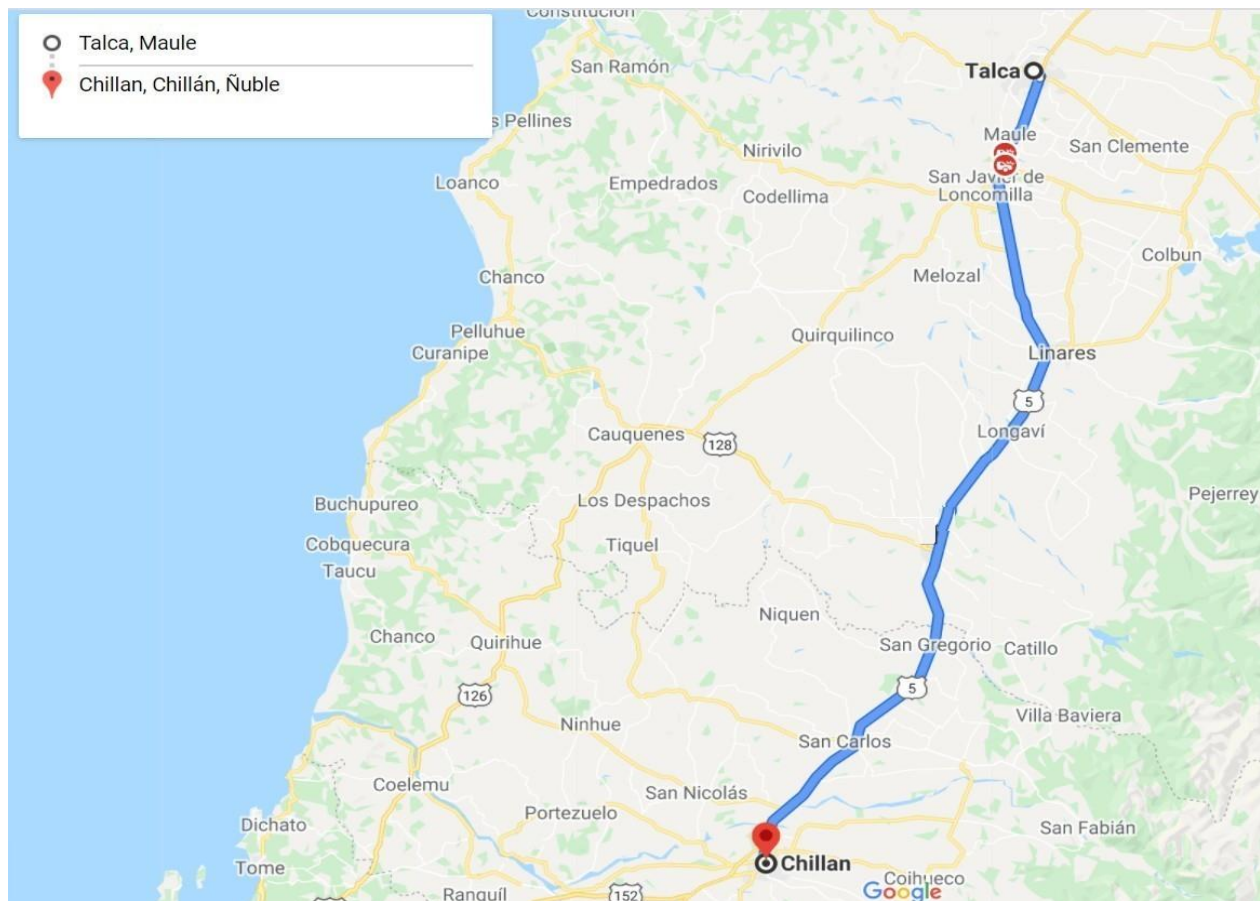 Talca, Maule
Chillan, Chillán, Ñuble
Constitución
San Ramón
Talca
Pellines
Maule
San Clemente
Nirivilo
Loanco
Empedrados
Codellima
San Javier de
Loncomilla
Colbun
Chanco
Melozal
Pelluhue
Curanipe
Quirquilinco
Linares
5
Cauquenes
128
Longaví
Buchupureo
Los Despachos
Pejerrey
Cobquecura
Taucu
Tiquel
Niquen
Chanco
Quirihue
San Gregorio
Catillo
126
5
Ninhue
Villa Baviera
San Carlos
Coelemu
San Nicolás
Portezuelo
Dichato
San Fabián
Tome
Chillan
Coihueco
Ranquíl
152
Google